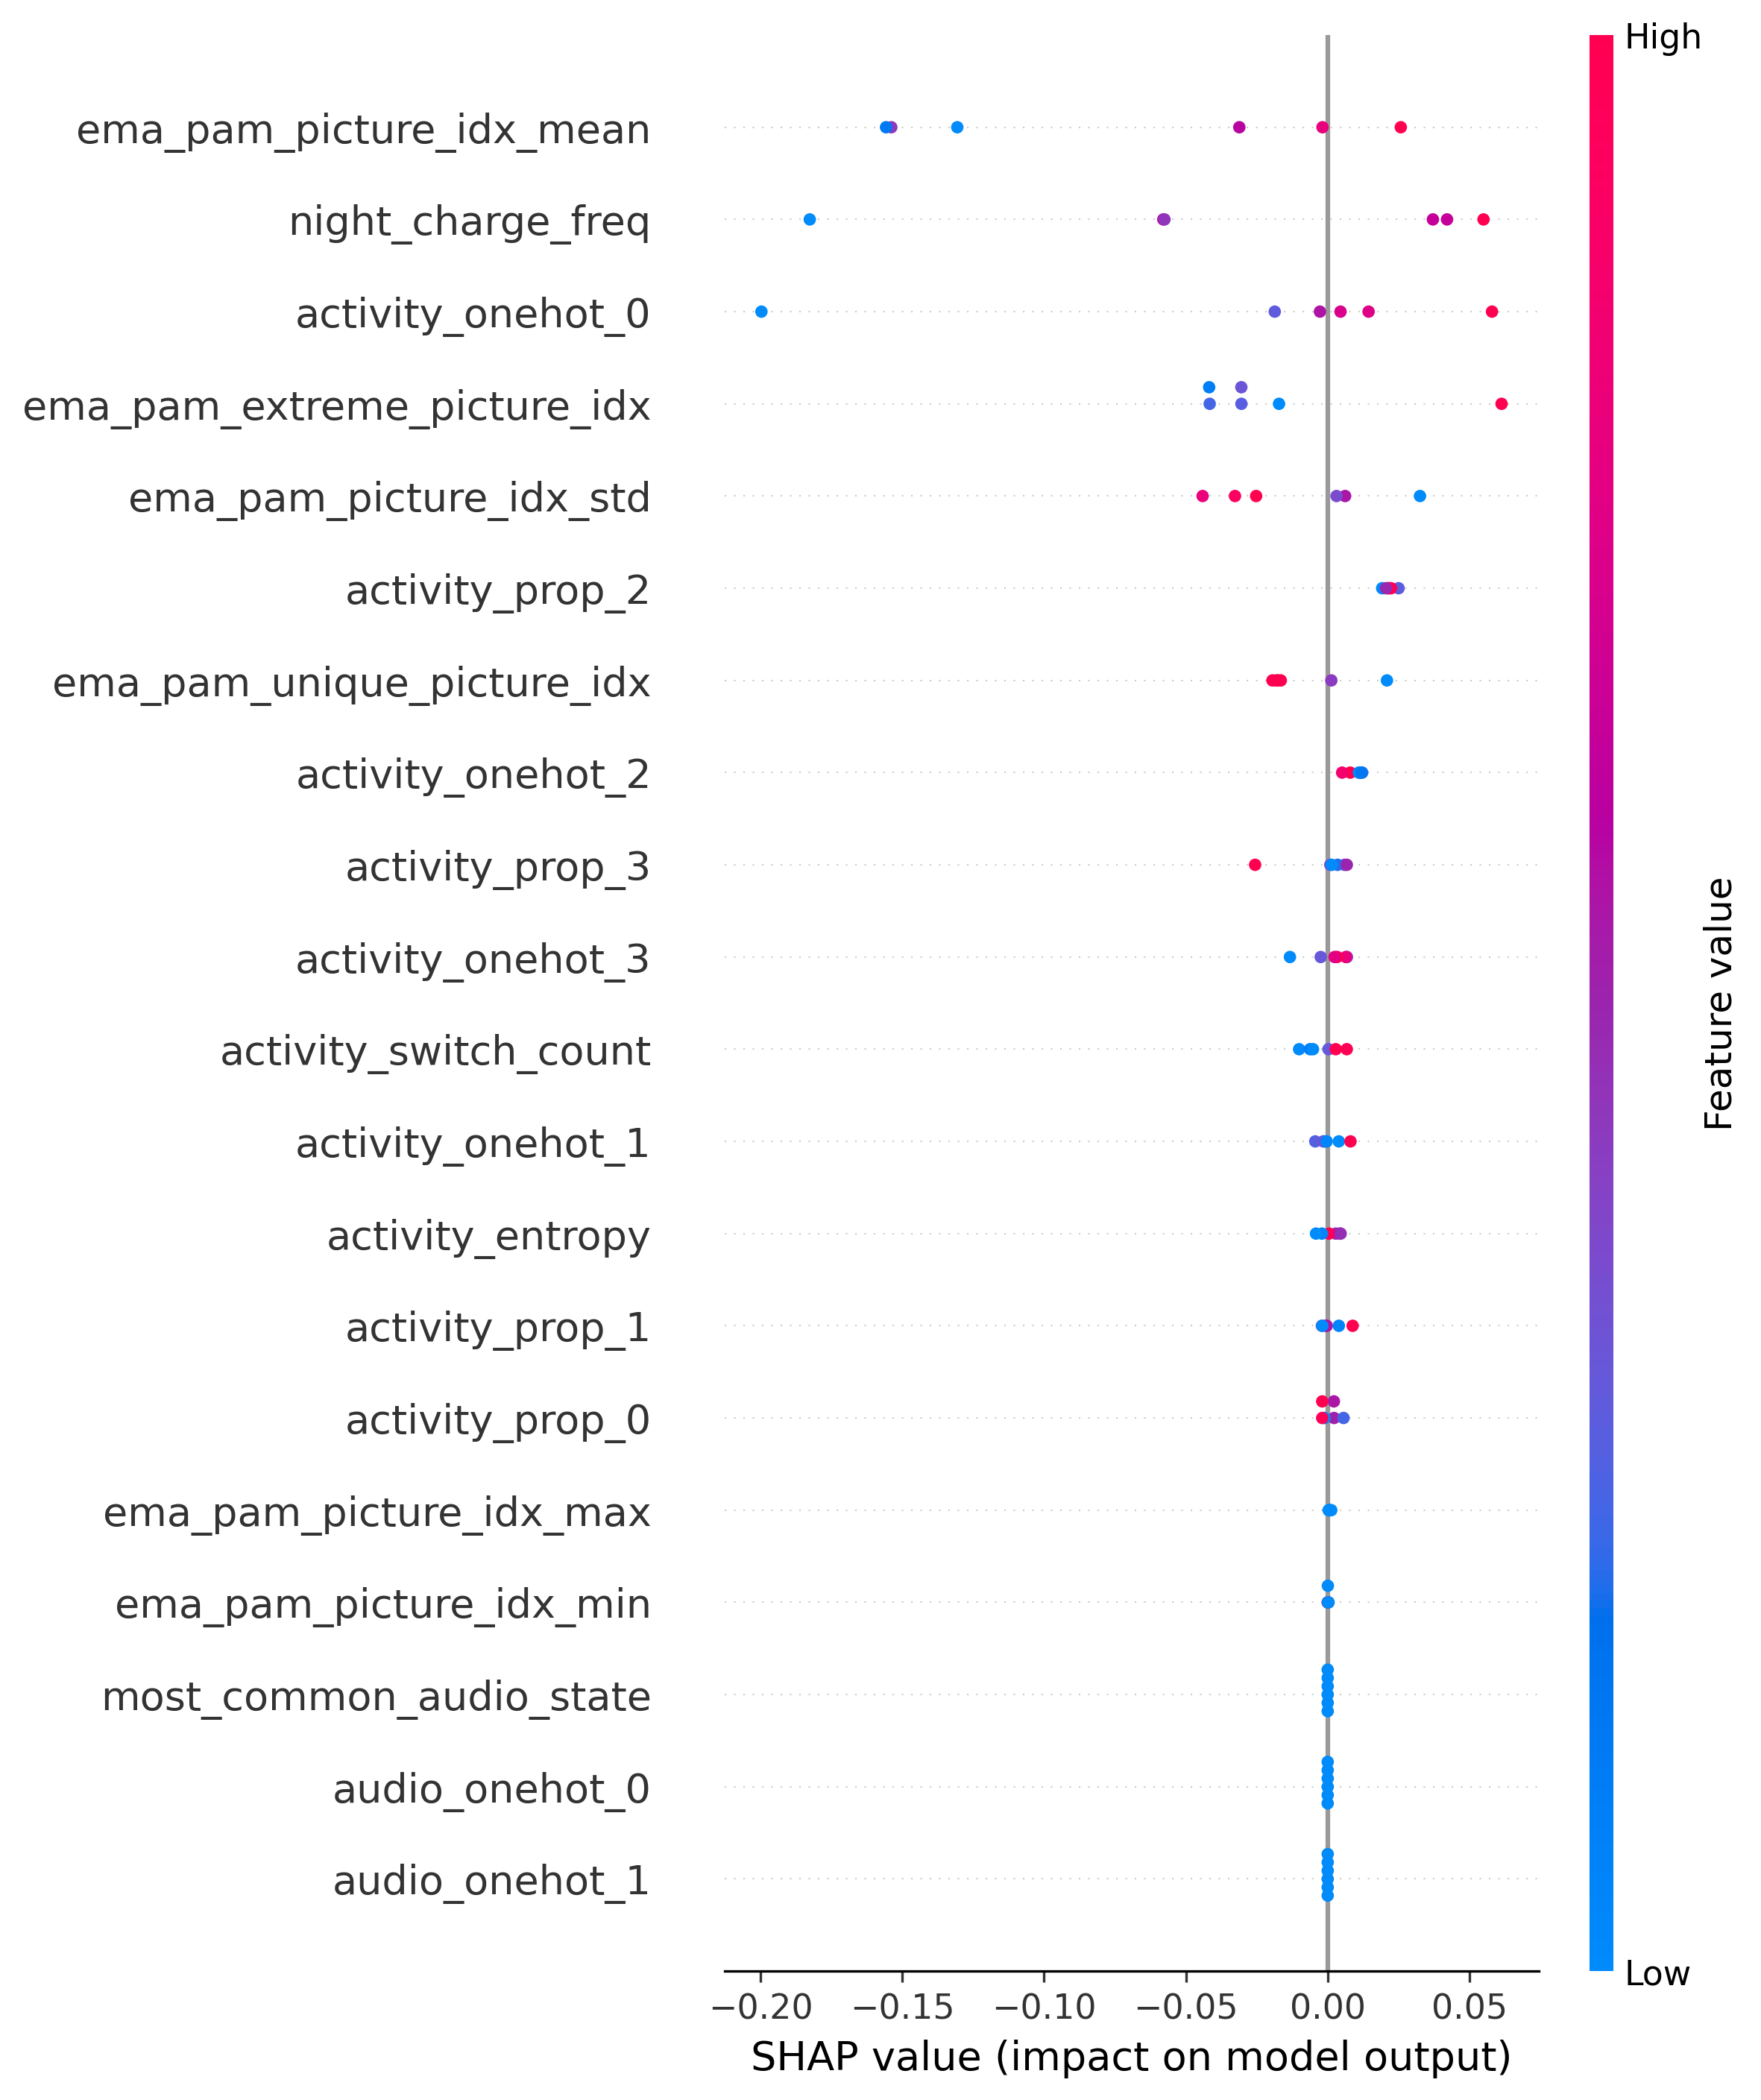 High
ema_pam_picture_idx_mean
night_charge_freq
activity_onehot_0
ema_pam_extreme_picture_idx
ema_pam_picture_idx_std
activity_prop_2
ema_pam_unique_picture_idx
activity_onehot_2
activity_prop_3
activity_onehot_3
activity_switch_count
activity_onehot_1
activity_entropy
activity_prop_1
activity_prop_0
ema_pam_picture_idx_max
ema_pam_picture_idx_min
most_common_audio_state
audio_onehot_0
audio_onehot_1
Feature value
Low
−0.20 −0.15 −0.10 −0.05 0.00 0.05
SHAP value (impact on model output)